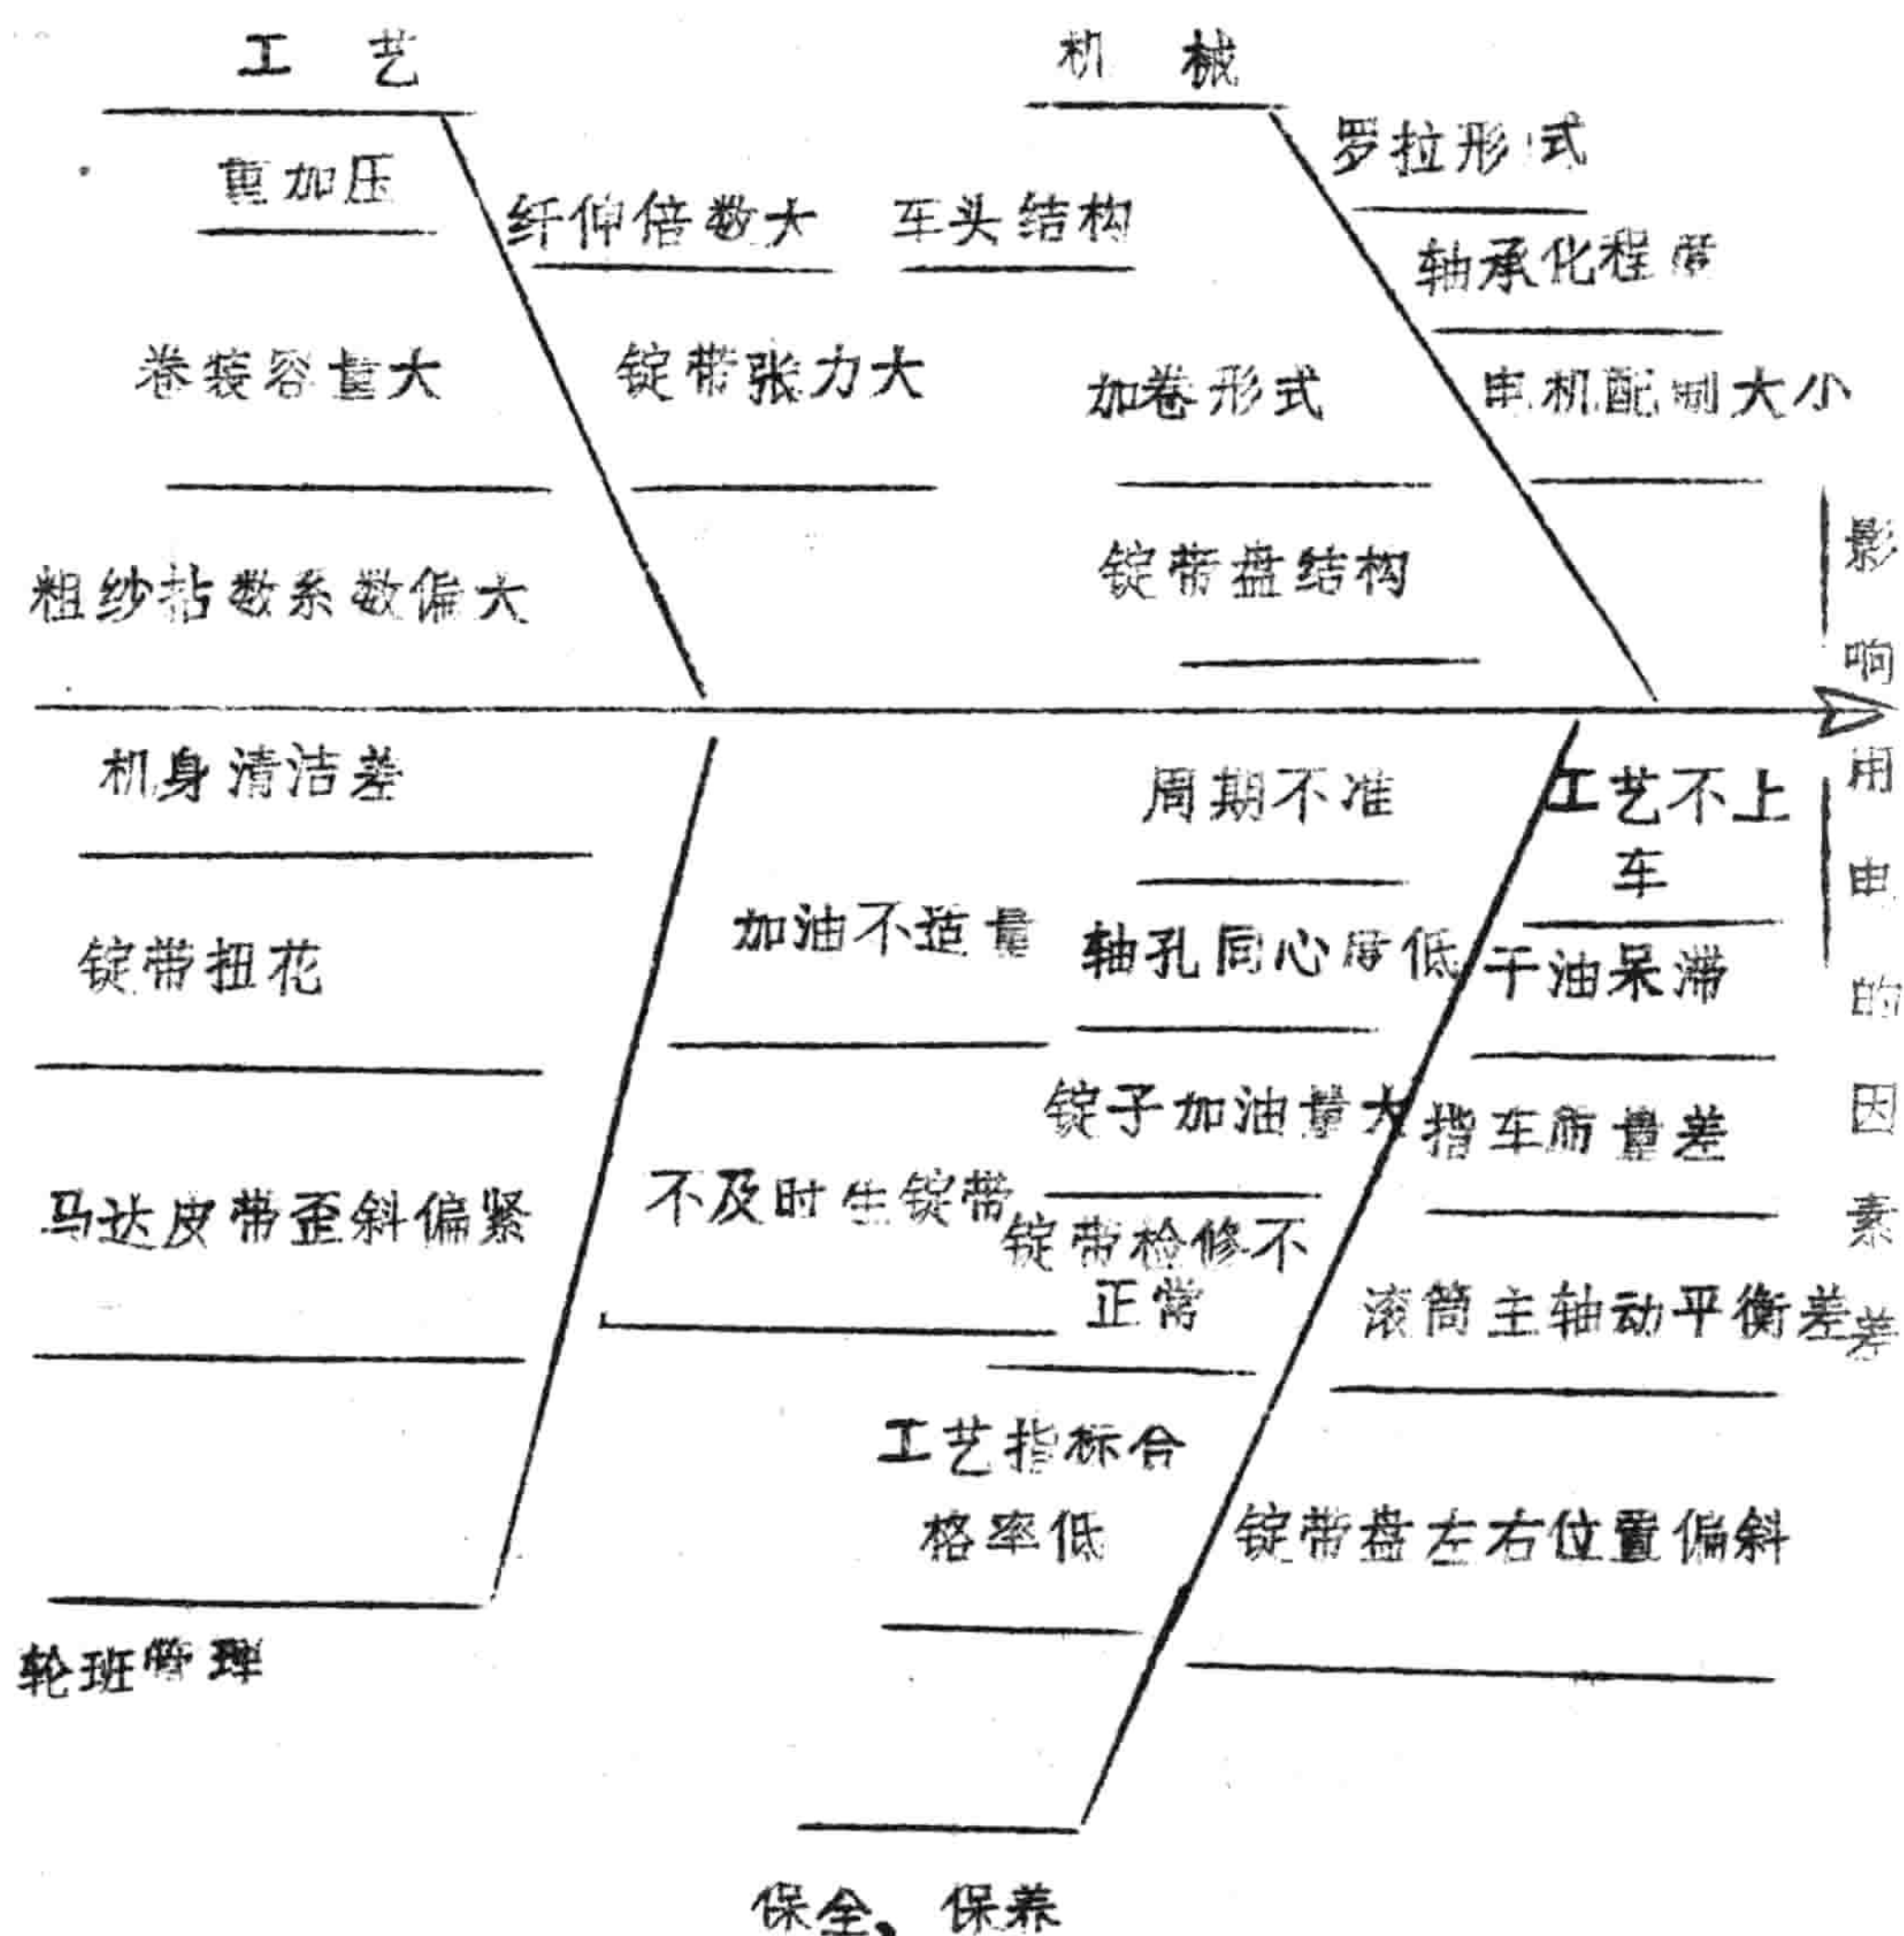 工艺
机械
重加压
纤伸倍数大
车头结构
罗拉形式
轴承化程度
卷装容量大
锭带张力大
加卷形式
电机配制大小
粗纱拈数系数偏大
锭带盘结构
影响用电的因素差
机身清洁差
周期不准
工艺不上
车
锭带扭花
加油不适量
轴孔同心度低
干油呆滞
锭子加油量大
指车质量差
马达皮带歪斜偏紧
不及时生锭带
锭带检修不
正常
滚筒主轴动平衡差
工艺指标合
格率低
锭带盘左右位置偏斜
轮班管理
保全、保养